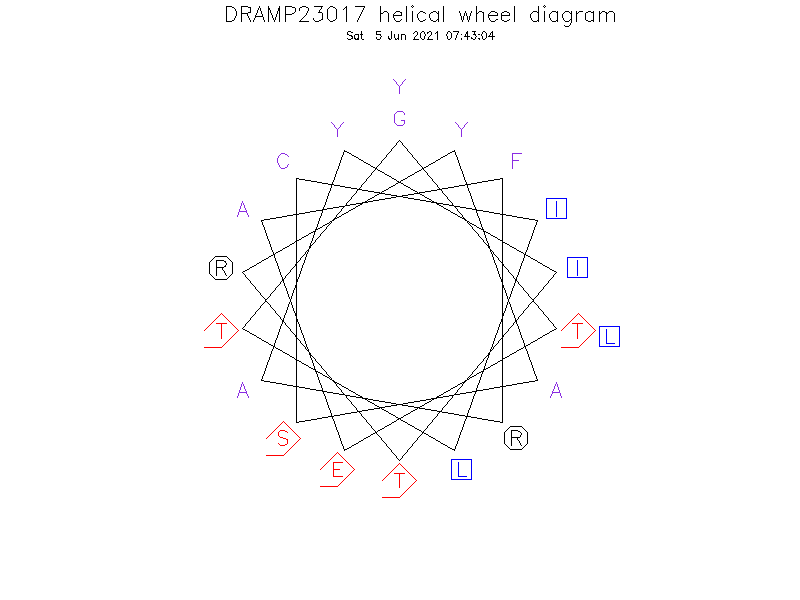 DRAMP23017 helical wheel diagram
Sat 5 Jun 2021 07:43:04
Y
G
Y Y
C F
A I
R I
T T L
A A
S R
E L
T